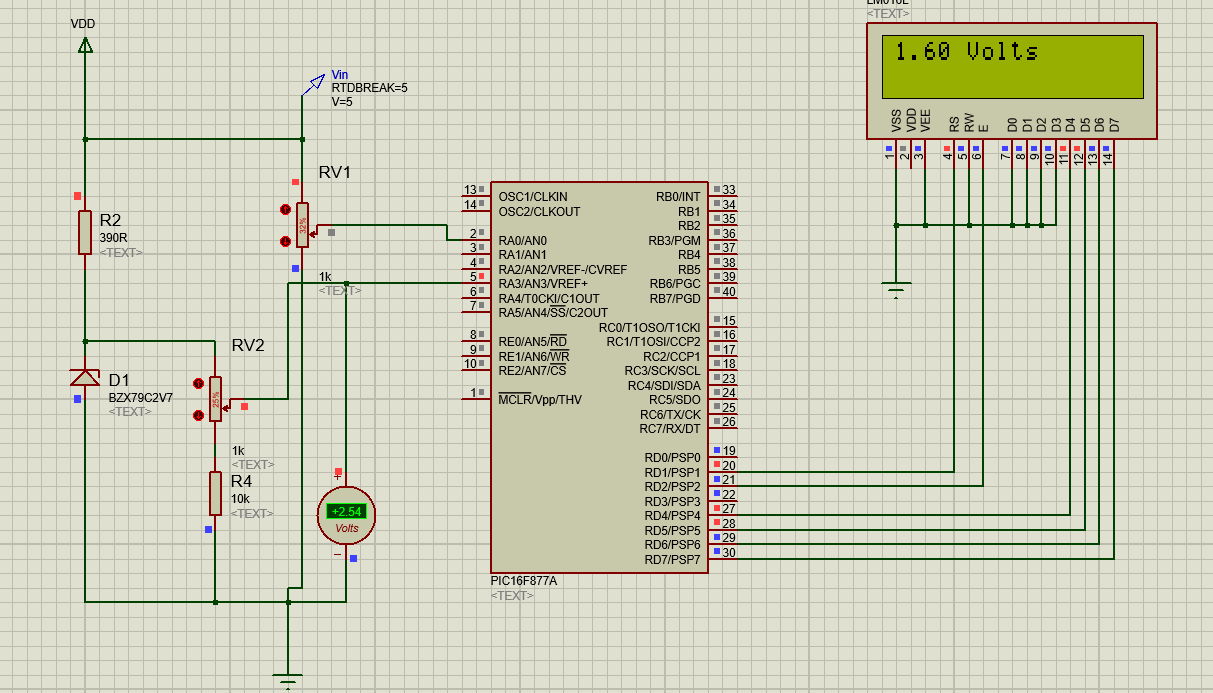 LM016L
<TEXT>
1.60 Volts
VSS
VDD
VEE
RS
RW
E
D0
D1
D2
D3
D4
D5
D6
D7
1
2
3
4
5
6
7
8
9
10
11
12
13
14
VDD
Vin
RTDBREAK=5
V=5
RV1
32%
1k
<TEXT>
R2
390R
<TEXT>
RV2
25%
1k
<TEXT>
D1
BZX79C2V7
<TEXT>
R4
10k
<TEXT>
+
+2.54
Volts
−
13 OSC1/CLKIN
14 OSC2/CLKOUT
2 RA0/AN0
3 RA1/AN1
4 RA2/AN2/VREF-/CVREF
5 RA3/AN3/VREF+
6 RA4/T0CKI/C1OUT
7 RA5/AN4/SS/C2OUT
8 RE0/AN5/RD
9 RE1/AN6/WR
10 RE2/AN7/CS
1 MCLR/Vpp/THV
RB0/INT 33
RB1 34
RB2 35
RB3/PGM 36
RB4 37
RB5 38
RB6/PGC 39
RB7/PGD 40
RC0/T1OSO/T1CKI 15
RC1/T1OSI/CCP2 16
RC2/CCP1 17
RC3/SCK/SCL 18
RC4/SDI/SDA 23
RC5/SDO 24
RC6/TX/CK 25
RC7/RX/DT 26
RD0/PSP0 19
RD1/PSP1 20
RD2/PSP2 21
RD3/PSP3 22
RD4/PSP4 27
RD5/PSP5 28
RD6/PSP6 29
RD7/PSP7 30
PIC16F877A
<TEXT>